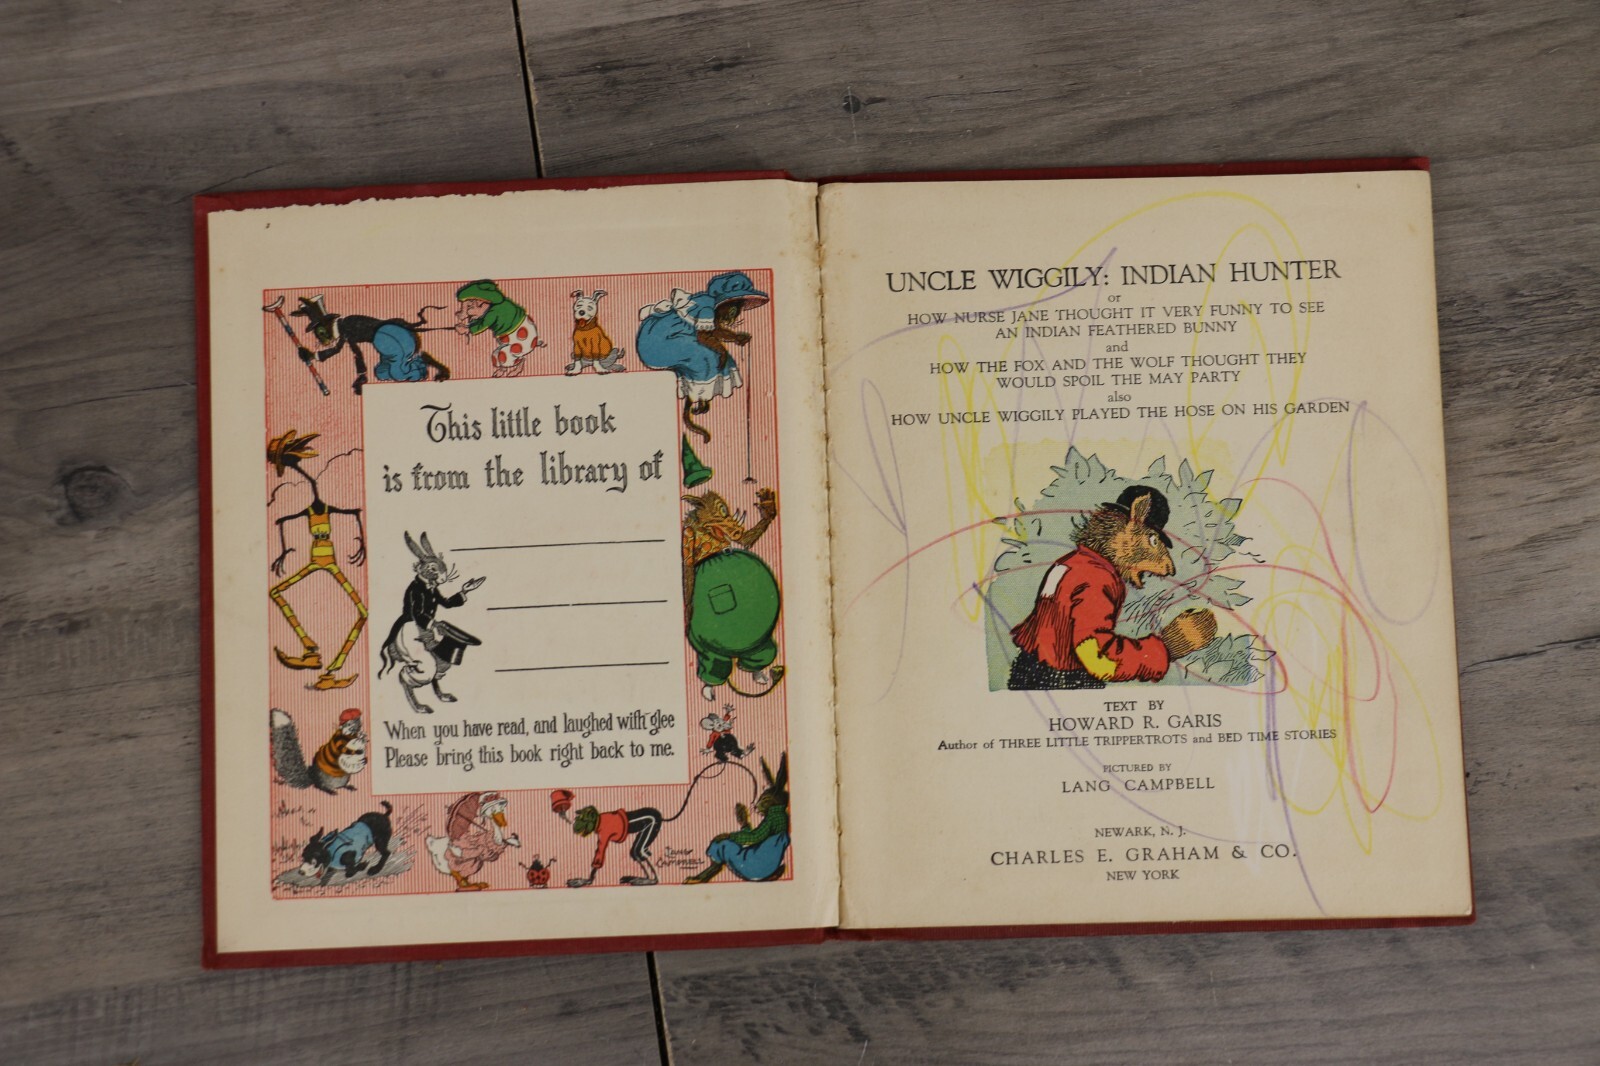 This little book
is from the library of
When you have read, and laughed with glee
Please bring this book right back to me.
LANG
CAMPBELL
UNCLE WIGGILY: INDIAN HUNTER
or
HOW NURSE JANE THOUGHT IT VERY FUNNY TO SEE
AN INDIAN FEATHERED BUNNY
and
HOW THE FOX AND THE WOLF THOUGHT THEY
WOULD SPOIL THE MAY PARTY
also
HOW UNCLE WIGGILY PLAYED THE HOSE ON HIS GARDEN
TEXT BY
HOWARD R. GARIS
Author of THREE LITTLE TRIPPERTROTS and BED TIME STORIES
PICTURED BY
LANG CAMPBELL
NEWARK, N. J.
CHARLES E. GRAHAM & CO.
NEW YORK